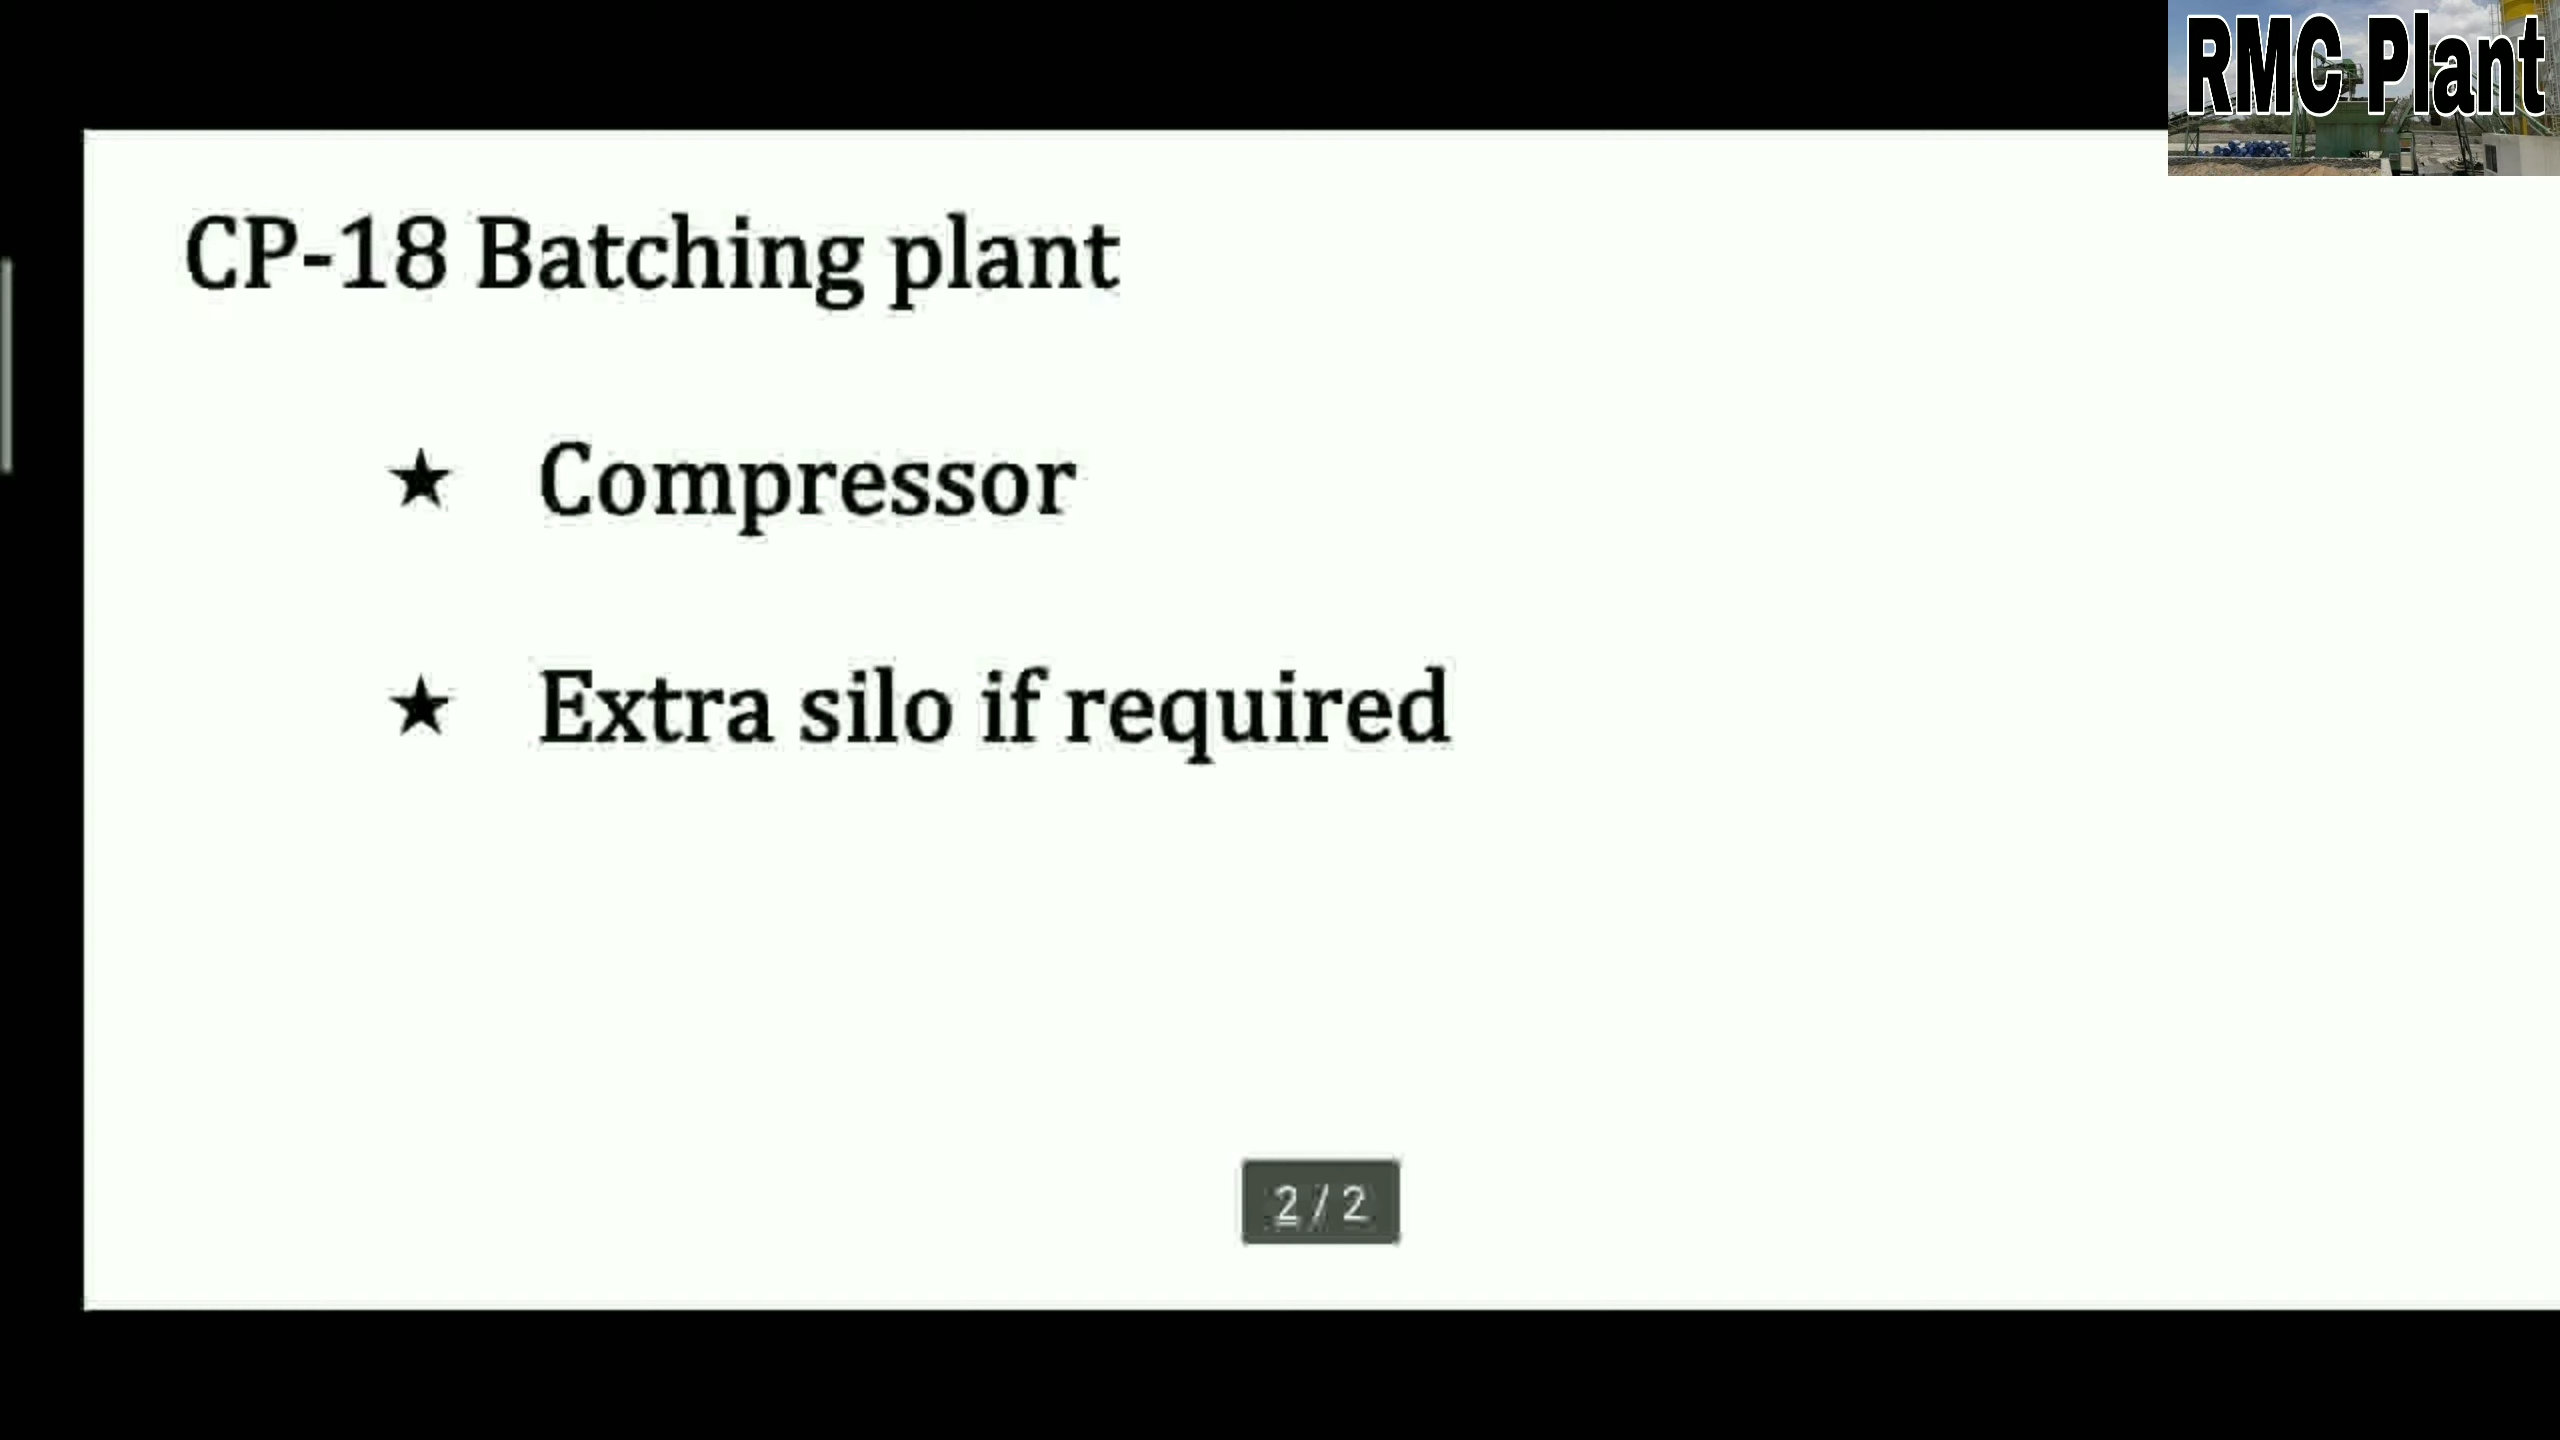 RMC Plant
CP-18 Batching plant
★ Compressor
★ Extra silo if required
2 / 2